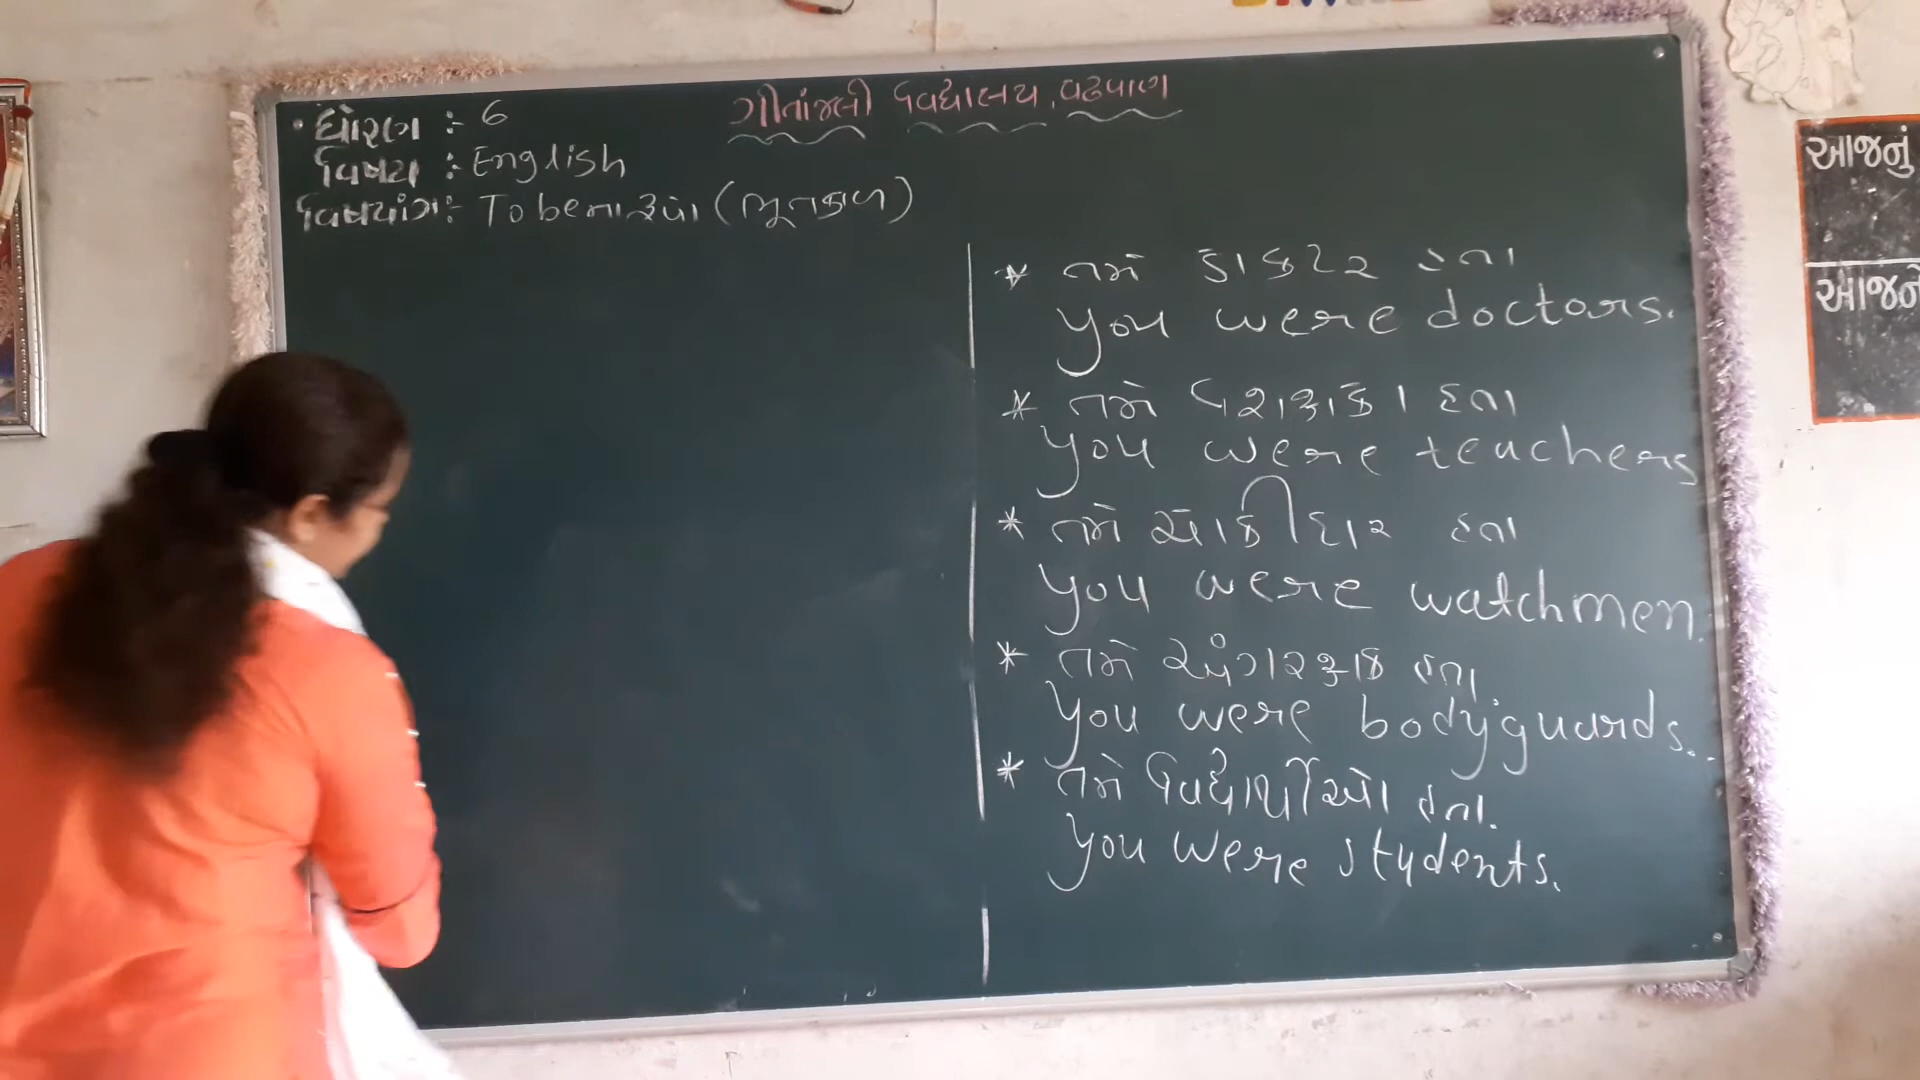 ગીતાંજલી વિદ્યાલય, વઢવાણ
ધોરણ :- 6
વિષય :- English
વિષયાંગ :- To be ના રૂપો (ભૂતકાળ)
* તમે ડાકટર હતા
You were doctors.
* તમે શિક્ષકો હતા
You were teachers
* તમે ચોકીદાર હતા
You were watchmen.
* તમે અંગરક્ષક હતા.
You were bodyguards.
* તમે વિદ્યાર્થીઓ હતા.
You were students.
આજનું
આજનો